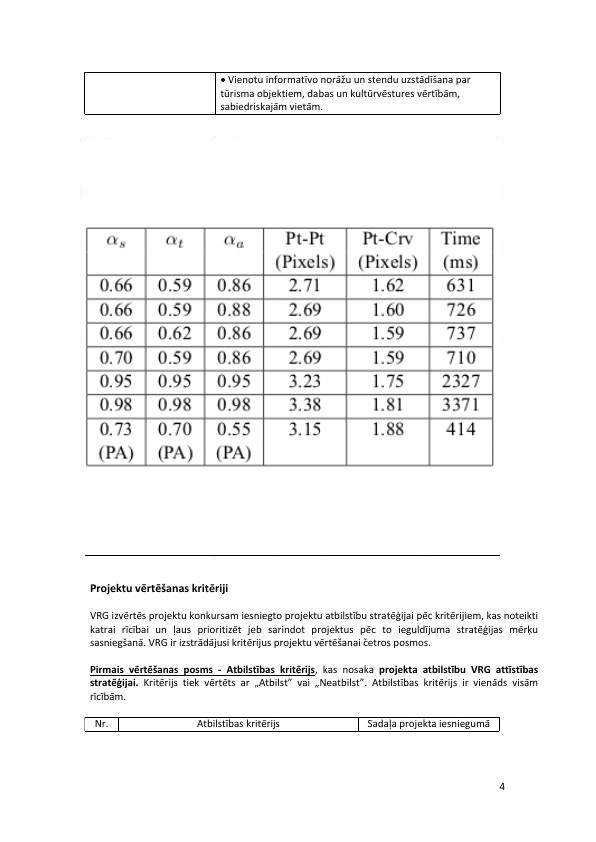 • Vienotu informatīvo norāžu un stendu uzstādīšana par
tūrisma objektiem, dabas un kultūrvēstures vērtībām,
sabiedriskajām vietām.
αs αt αa Pt-Pt Pt-Crv Time
(Pixels) (Pixels) (ms)
0.66 0.59 0.86 2.71 1.62 631
0.66 0.59 0.88 2.69 1.60 726
0.66 0.62 0.86 2.69 1.59 737
0.70 0.59 0.86 2.69 1.59 710
0.95 0.95 0.95 3.23 1.75 2327
0.98 0.98 0.98 3.38 1.81 3371
0.73 0.70 0.55 3.15 1.88 414
(PA) (PA) (PA)
Projektu vērtēšanas kritēriji
VRG izvērtēs projektu konkursam iesniegto projektu atbilstību stratēģijai pēc kritērijiem, kas noteikti
katrai rīcībai un ļaus prioritizēt jeb sarindot projektus pēc to ieguldījuma stratēģijas mērķu
sasniegšanā. VRG ir izstrādājusi kritērijus projektu vērtēšanai četros posmos.
Pirmais vērtēšanas posms - Atbilstības kritērijs, kas nosaka projekta atbilstību VRG attīstības
stratēģijai. Kritērijs tiek vērtēts ar „Atbilst” vai „Neatbilst”. Atbilstības kritērijs ir vienāds visām
rīcībām.
Nr. Atbilstības kritērijs Sadaļa projekta iesniegumā
4